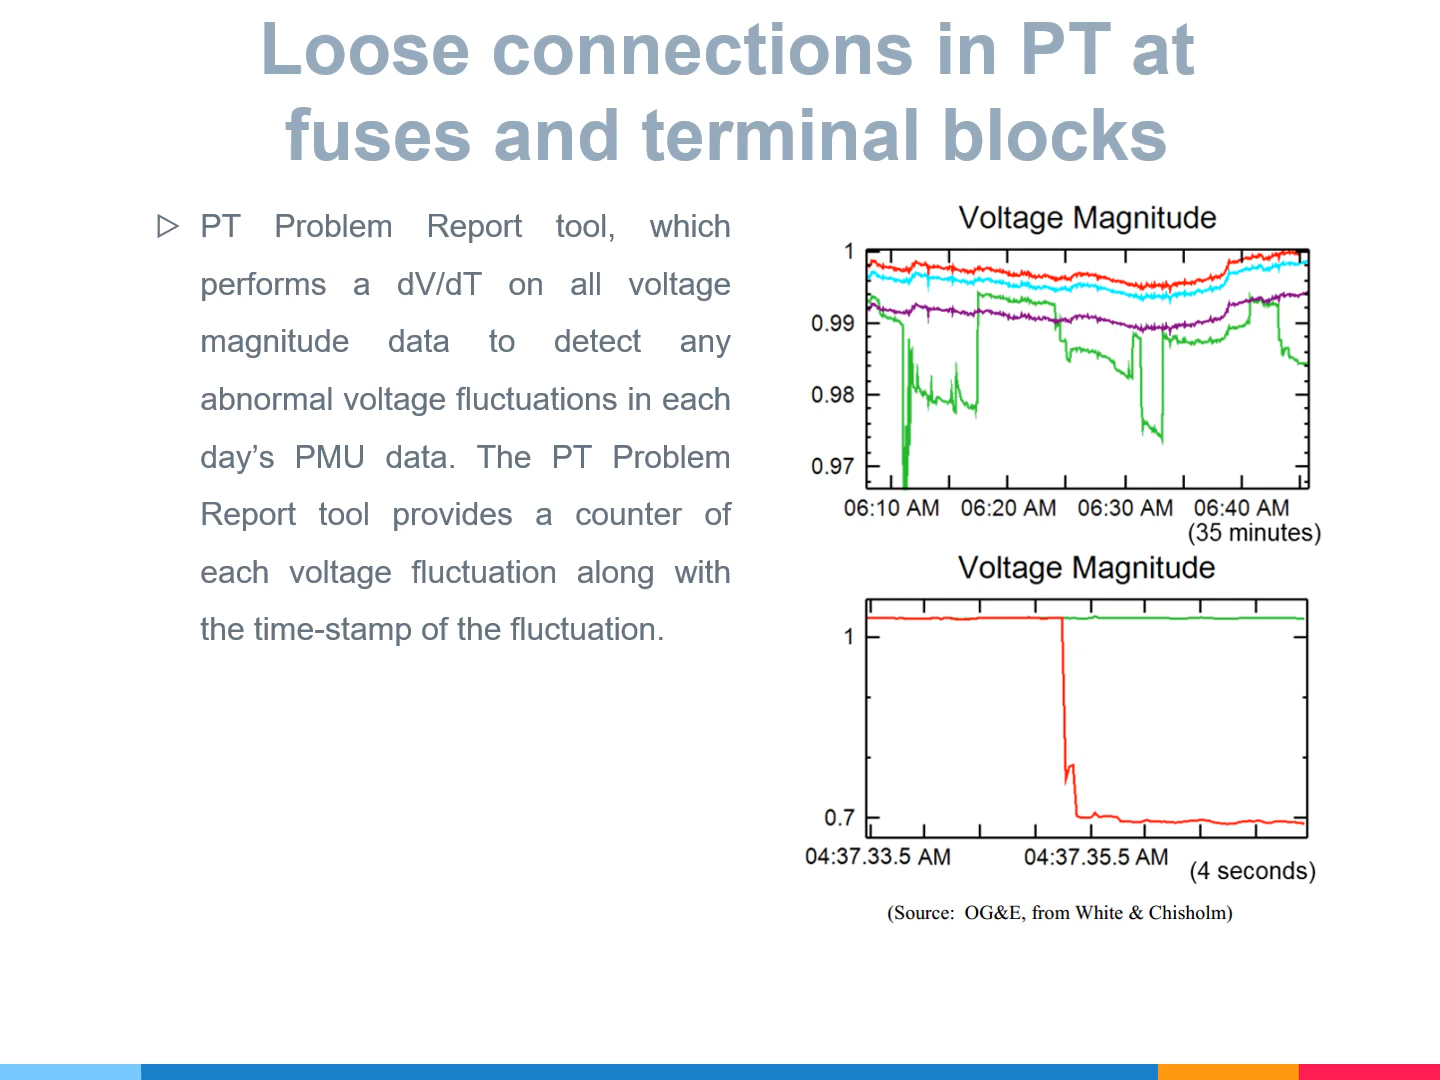 Loose connections in PT at
fuses and terminal blocks
PT Problem Report tool, which
performs a dV/dT on all voltage
magnitude data to detect any
abnormal voltage fluctuations in each
day’s PMU data. The PT Problem
Report tool provides a counter of
each voltage fluctuation along with
the time-stamp of the fluctuation.
Voltage Magnitude
1
0.99
0.98
0.97
06:10 AM 06:20 AM 06:30 AM 06:40 AM
(35 minutes)
Voltage Magnitude
1
0.7
04:37.33.5 AM 04:37.35.5 AM
(4 seconds)
(Source: OG&E, from White & Chisholm)